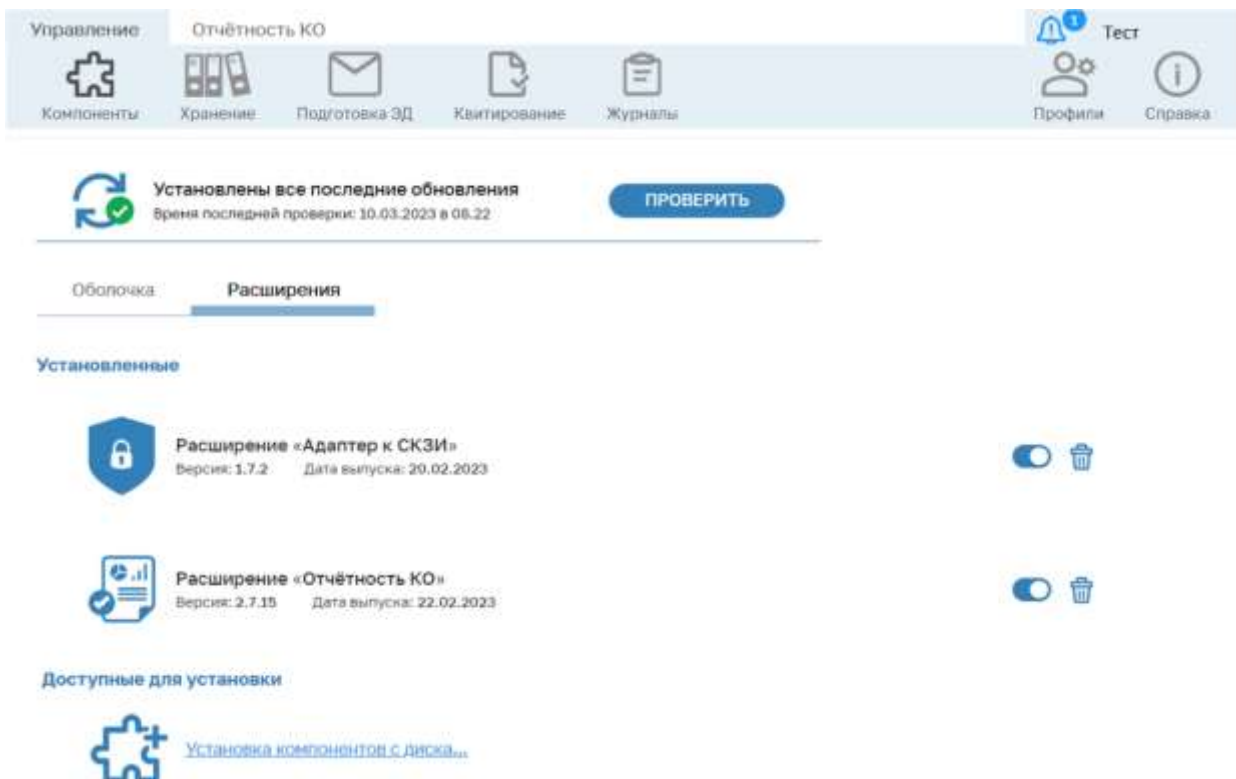 Управление
Отчётность КО
1
Тест
Компоненты
Хранение
Подготовка ЭД
Квитирование
Журналы
Профили
Справка
Установлены все последние обновления
Время последней проверки: 10.03.2023 в 08.22
ПРОВЕРИТЬ
Оболочка
Расширения
Установленные
Расширение «Адаптер к СКЗИ»
Версия: 1.7.2 Дата выпуска: 20.02.2023
Расширение «Отчётность КО»
Версия: 2.7.15 Дата выпуска: 22.02.2023
Доступные для установки
Установка компонентов с диска...